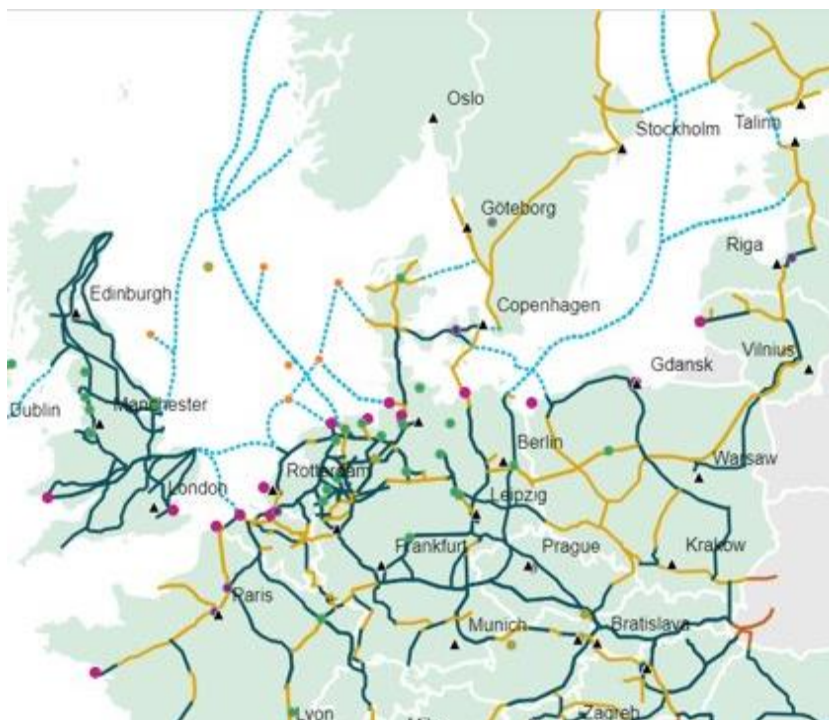 Oslo
Stockholm
Talinn
Göteborg
Riga
Edinburgh
Copenhagen
Vilnius
Gdansk
Dublin
Manchester
Berlin
Rotterdam
Warsaw
London
Leipzig
Frankfurt
Prague
Krakow
Paris
Munich
Bratislava
Lyon
Zagreb